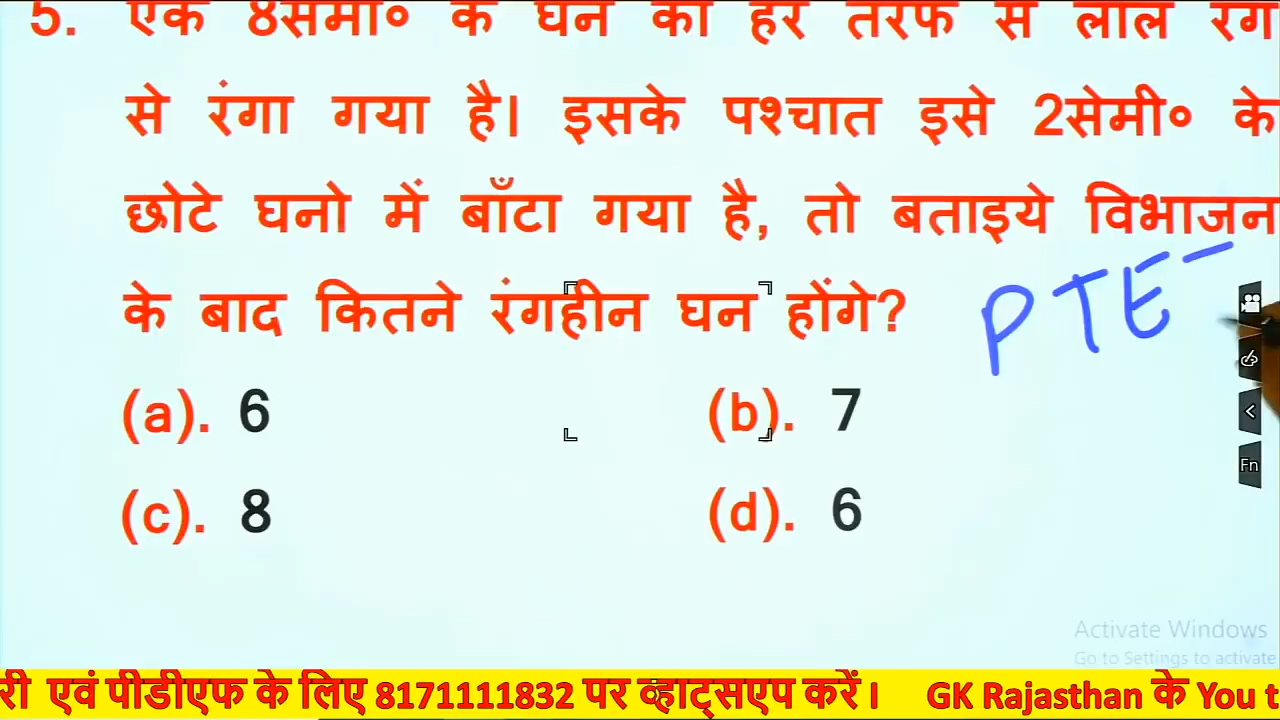 5. एक 8सेमी० के घन को हर तरफ से लाल रंग
से रंगा गया है। इसके पश्चात इसे 2सेमी० के
छोटे घनो में बाँटा गया है, तो बताइये विभाजन
के बाद कितने रंगहीन घन होंगे?
PTE
(a). 6 (b). 7
(c). 8 (d). 6
Fn
Activate Windows
Go to Settings to activate
री एवं पीडीएफ के लिए 8171111832 पर व्हाट्सएप करें। GK Rajasthan के You t